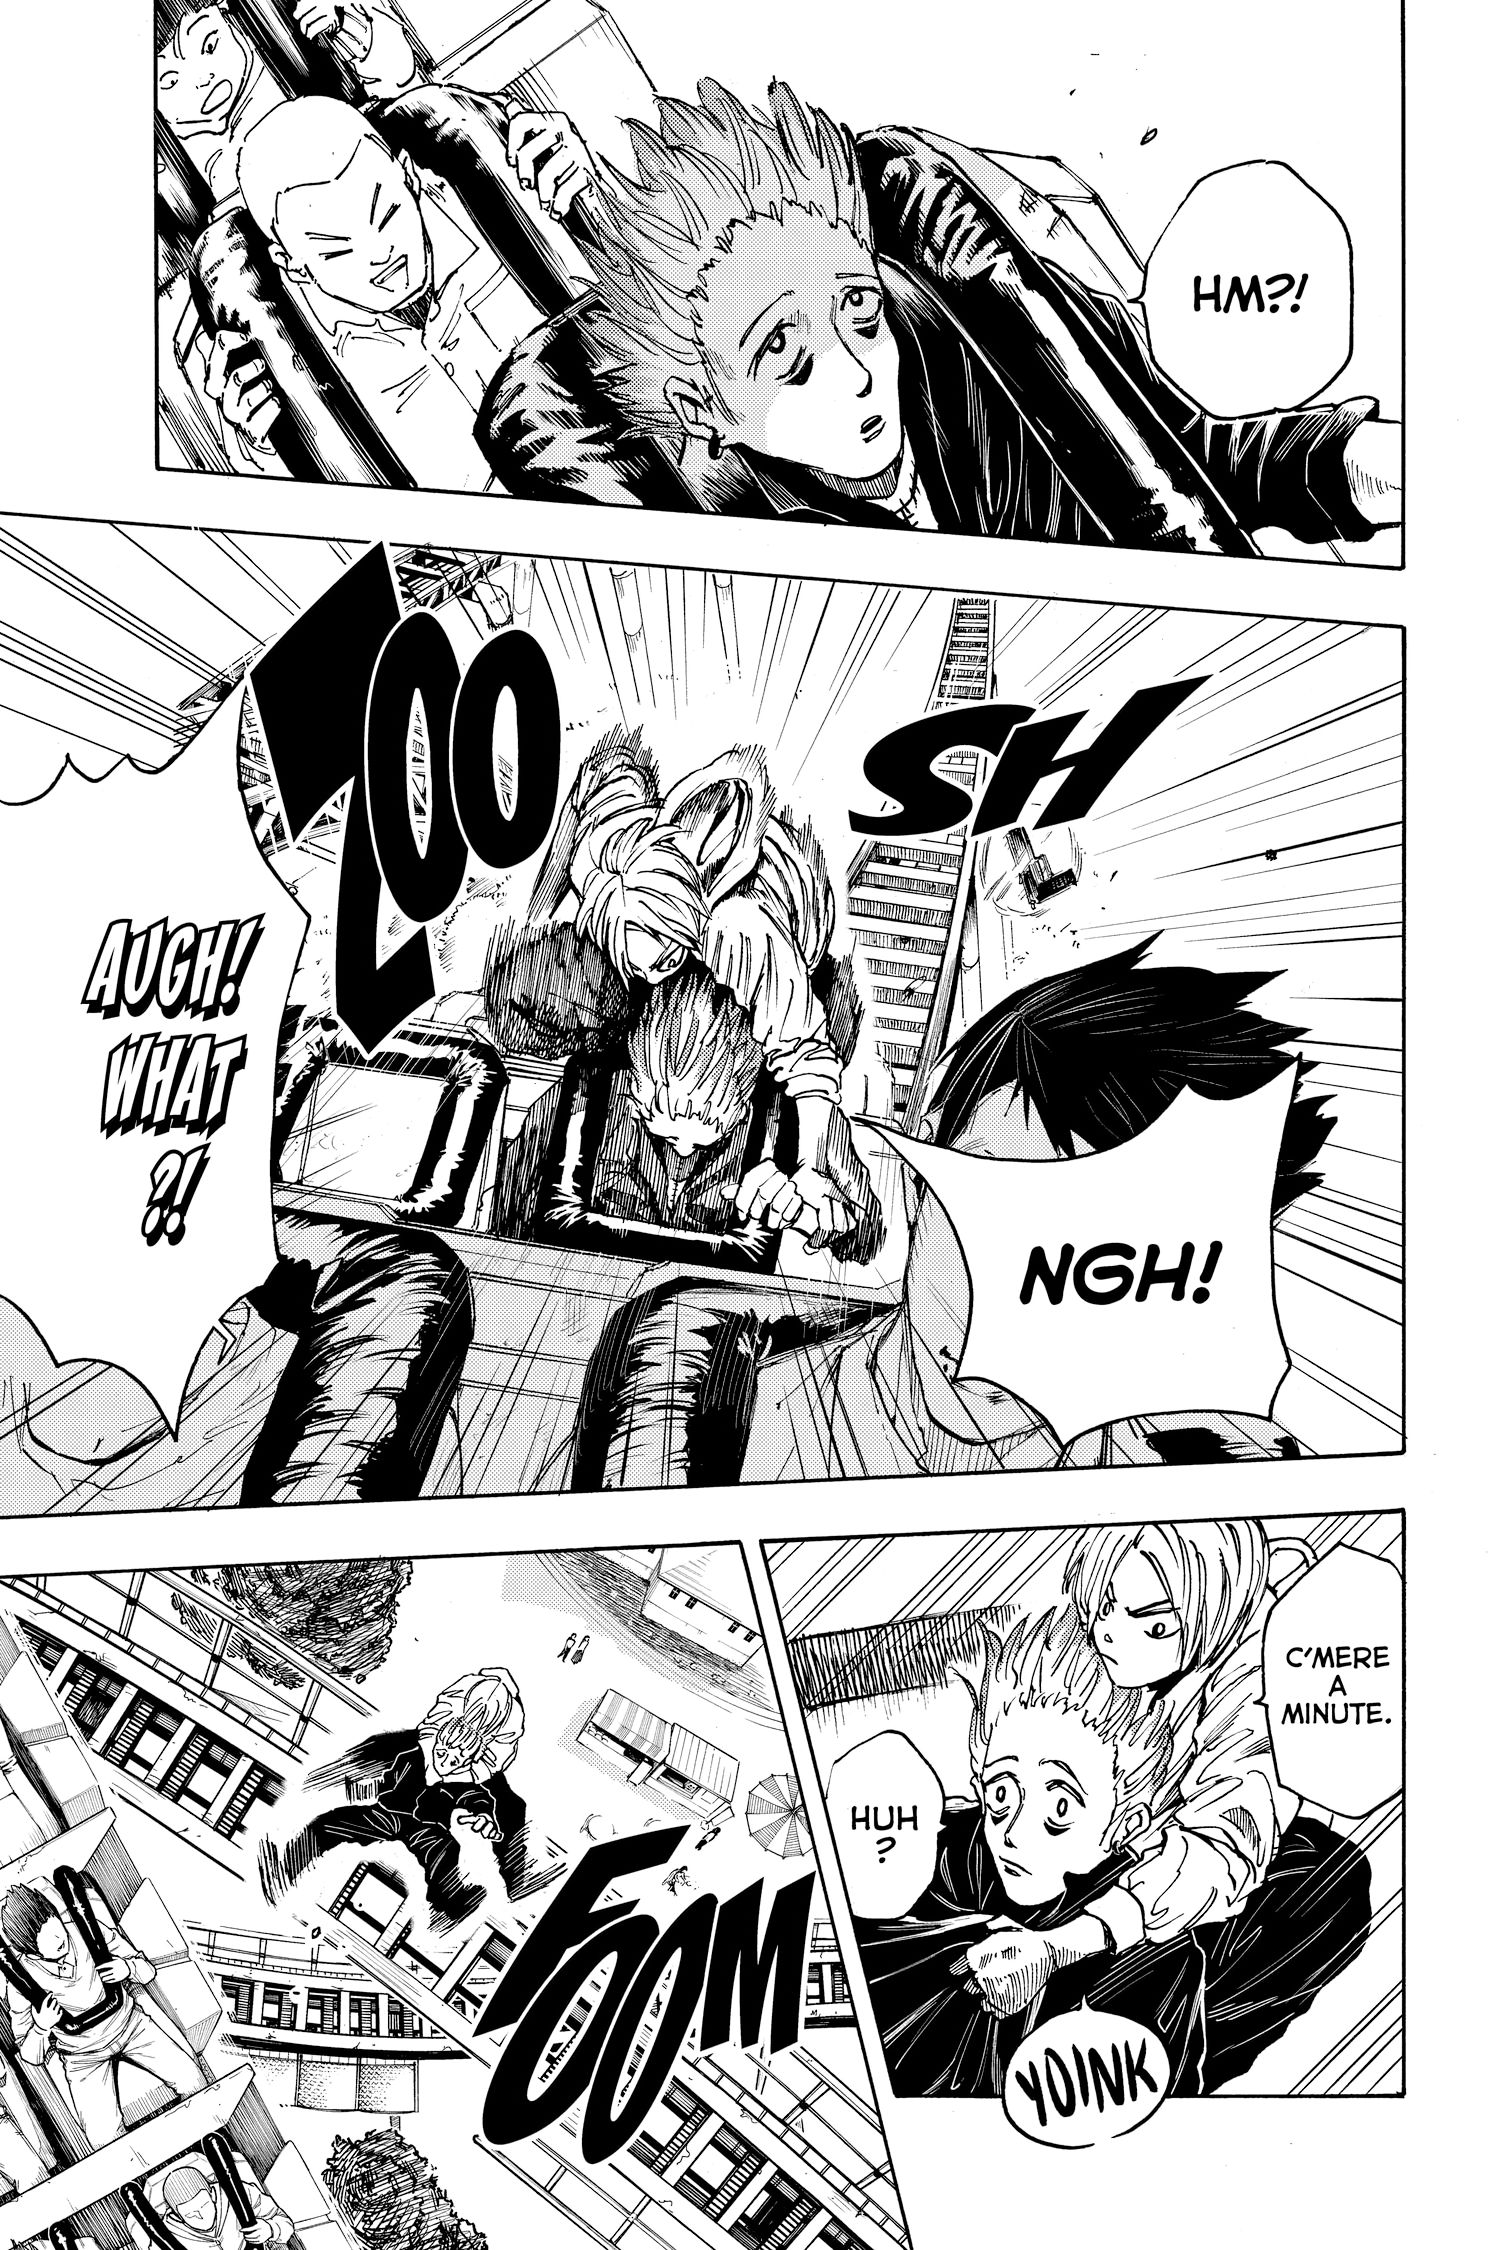 HM?!
ZOO
SH
NGH!
AUGH!
WHAT
?!
C'MERE
A
MINUTE.
HUH
?
YOINK
FOOM